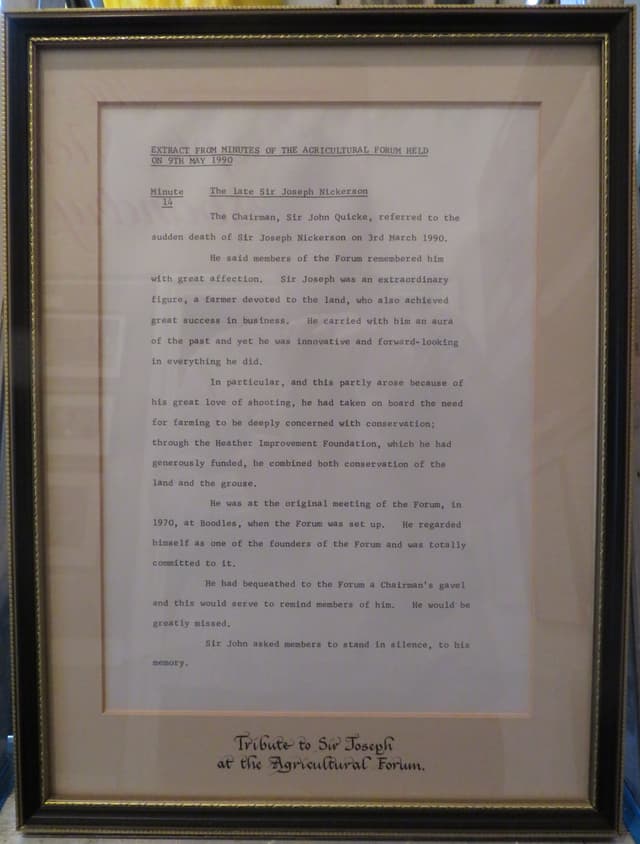 EXTRACT FROM MINUTES OF THE AGRICULTURAL FORUM HELD
ON 9TH MAY 1990
Minute The late Sir Joseph Nickerson
14
The Chairman, Sir John Quicke, referred to the
sudden death of Sir Joseph Nickerson on 3rd March 1990.
He said members of the Forum remembered him
with great affection. Sir Joseph was an extraordinary
figure, a farmer devoted to the land, who also achieved
great success in business. He carried with him an aura
of the past and yet he was innovative and forward-looking
in everything he did.
In particular, and this partly arose because of
his great love of shooting, he had taken on board the need
for farming to be deeply concerned with conservation;
through the Heather Improvement Foundation, which he had
generously funded, he combined both conservation of the
land and the grouse.
He was at the original meeting of the Forum, in
1970, at Boodles, when the Forum was set up. He regarded
himself as one of the founders of the Forum and was totally
committed to it.
He had bequeathed to the Forum a Chairman's gavel
and this would serve to remind members of him. He would be
greatly missed.
Sir John asked members to stand in silence, to his
memory.
Tribute to Sir Joseph
at the Agricultural Forum.